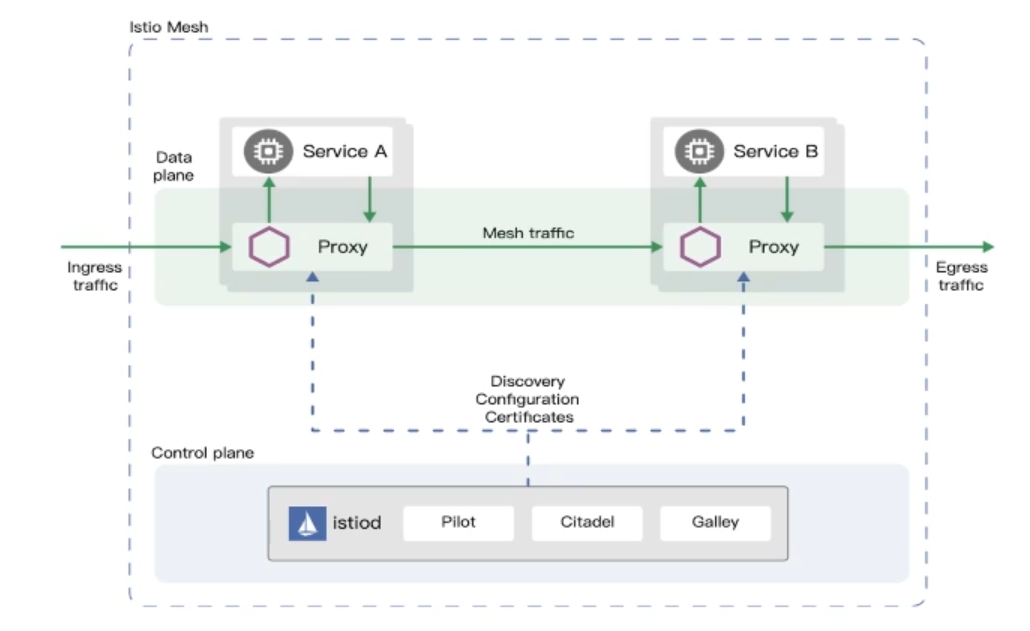 Istio Mesh
Service A
Service B
Data
plane
Proxy
Mesh traffic
Proxy
Ingress
traffic
Egress
traffic
Discovery
Configuration
Certificates
Control plane
istiod
Pilot
Citadel
Galley